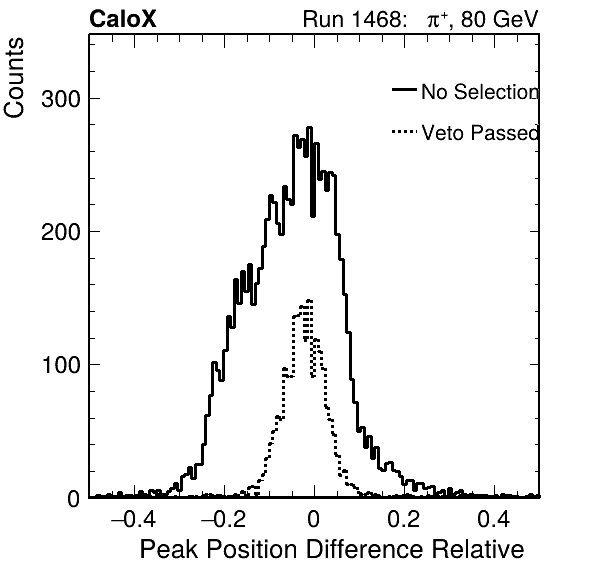 CaloX Run 1468: π⁺, 80 GeV
Counts
No Selection
Veto Passed
300
200
100
0
−0.4 −0.2 0 0.2 0.4
Peak Position Difference Relative